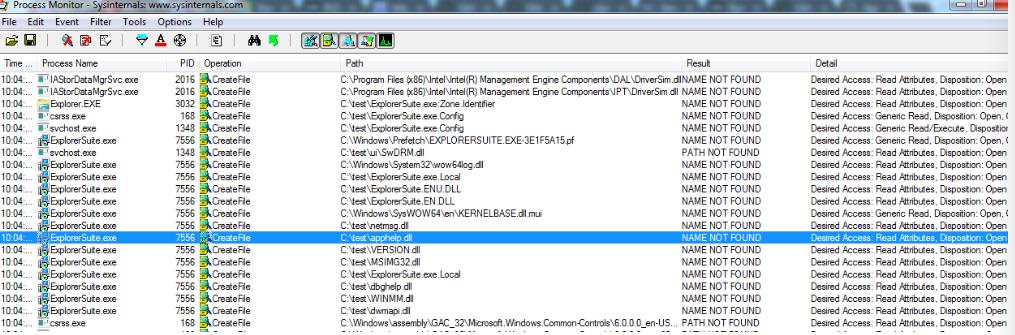 Process Monitor - Sysinternals: www.sysinternals.com
File Edit Event Filter Tools Options Help
Time ... Process Name PID Operation Path Result Detail
10:04:... IAStorDataMgrSvc.exe 2016 CreateFile C:\Program Files (x86)\Intel\Intel(R) Management Engine Components\DAL\DriverSim.dll NAME NOT FOUND Desired Access: Read Attributes, Disposition: Open
10:04:... IAStorDataMgrSvc.exe 2016 CreateFile C:\Program Files (x86)\Intel\Intel(R) Management Engine Components\IPT\DriverSim.dll NAME NOT FOUND Desired Access: Read Attributes, Disposition: Open
10:04:... Explorer.EXE 3032 CreateFile C:\test\ExplorerSuite.exe:Zone.Identifier NAME NOT FOUND Desired Access: Read Attributes, Disposition: Open
10:04:... csrss.exe 168 CreateFile C:\test\ExplorerSuite.exe.Config NAME NOT FOUND Desired Access: Generic Read, Disposition: Open,
10:04:... svchost.exe 1348 CreateFile C:\test\ExplorerSuite.exe.Config NAME NOT FOUND Desired Access: Generic Read/Execute, Disposition
10:04:... ExplorerSuite.exe 7556 CreateFile C:\Windows\Prefetch\EXPLORERSUITE.EXE-3E1F5A15.pf NAME NOT FOUND Desired Access: Generic Read, Disposition: Open,
10:04:... svchost.exe 1348 CreateFile C:\test\ui\SwDRM.dll PATH NOT FOUND Desired Access: Read Attributes, Disposition: Open
10:04:... ExplorerSuite.exe 7556 CreateFile C:\Windows\System32\wow64log.dll NAME NOT FOUND Desired Access: Read Attributes, Disposition: Open
10:04:... ExplorerSuite.exe 7556 CreateFile C:\test\ExplorerSuite.exe.Local NAME NOT FOUND Desired Access: Read Attributes, Disposition: Open
10:04:... ExplorerSuite.exe 7556 CreateFile C:\test\ExplorerSuite.ENU.DLL NAME NOT FOUND Desired Access: Read Attributes, Disposition: Open
10:04:... ExplorerSuite.exe 7556 CreateFile C:\test\ExplorerSuite.EN.DLL NAME NOT FOUND Desired Access: Read Attributes, Disposition: Open
10:04:... ExplorerSuite.exe 7556 CreateFile C:\Windows\SysWOW64\en\KERNELBASE.dll.mui NAME NOT FOUND Desired Access: Generic Read, Disposition: Open,
10:04:... ExplorerSuite.exe 7556 CreateFile C:\test\netmsg.dll NAME NOT FOUND Desired Access: Read Attributes, Disposition: Open
10:04:... ExplorerSuite.exe 7556 CreateFile C:\test\apphelp.dll NAME NOT FOUND Desired Access: Read Attributes, Disposition: Open
10:04:... ExplorerSuite.exe 7556 CreateFile C:\test\VERSION.dll NAME NOT FOUND Desired Access: Read Attributes, Disposition: Open
10:04:... ExplorerSuite.exe 7556 CreateFile C:\test\MSIMG32.dll NAME NOT FOUND Desired Access: Read Attributes, Disposition: Open
10:04:... ExplorerSuite.exe 7556 CreateFile C:\test\ExplorerSuite.exe.Local NAME NOT FOUND Desired Access: Read Attributes, Disposition: Open
10:04:... ExplorerSuite.exe 7556 CreateFile C:\test\dbghelp.dll NAME NOT FOUND Desired Access: Read Attributes, Disposition: Open
10:04:... ExplorerSuite.exe 7556 CreateFile C:\test\WINMM.dll NAME NOT FOUND Desired Access: Read Attributes, Disposition: Open
10:04:... ExplorerSuite.exe 7556 CreateFile C:\test\dwmapi.dll NAME NOT FOUND Desired Access: Read Attributes, Disposition: Open
10:04:... csrss.exe 168 CreateFile C:\Windows\assembly\GAC_32\Microsoft.Windows.Common-Controls\6.0.0.0_en-US... PATH NOT FOUND Desired Access: Read Attributes, Disposition: Open